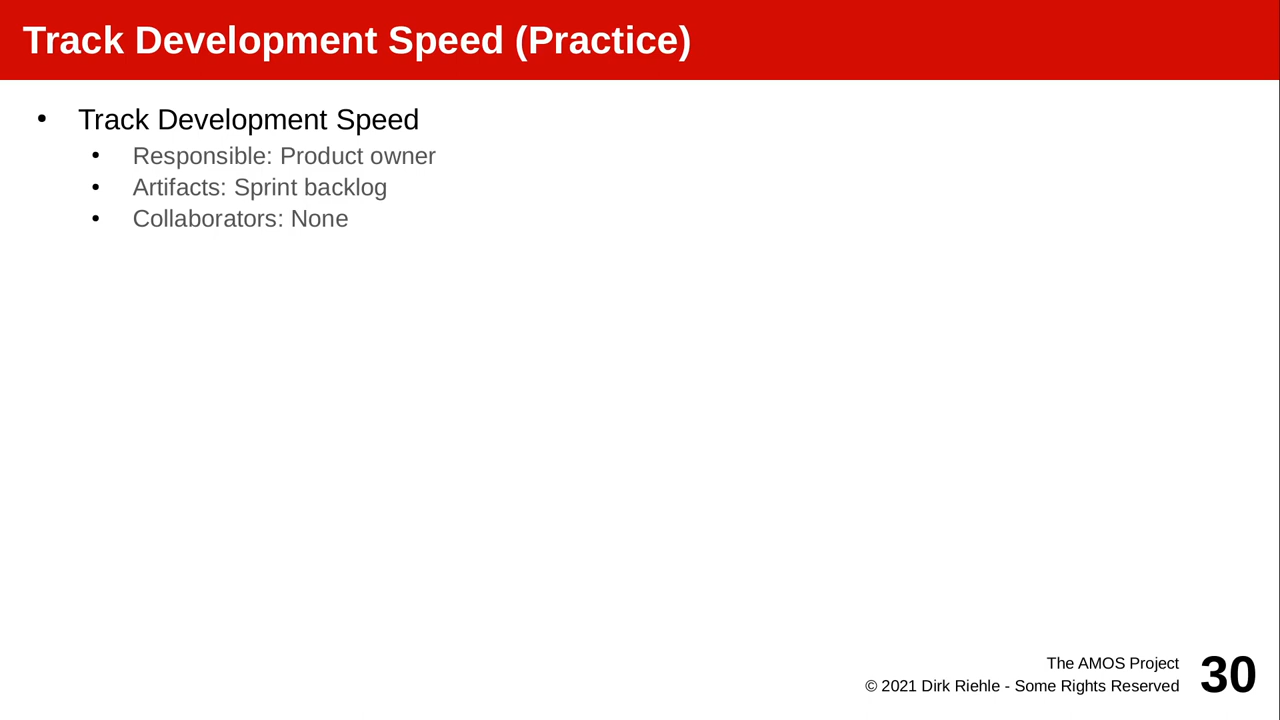 Track Development Speed (Practice)
• Track Development Speed
• Responsible: Product owner
• Artifacts: Sprint backlog
• Collaborators: None
The AMOS Project
© 2021 Dirk Riehle - Some Rights Reserved
30